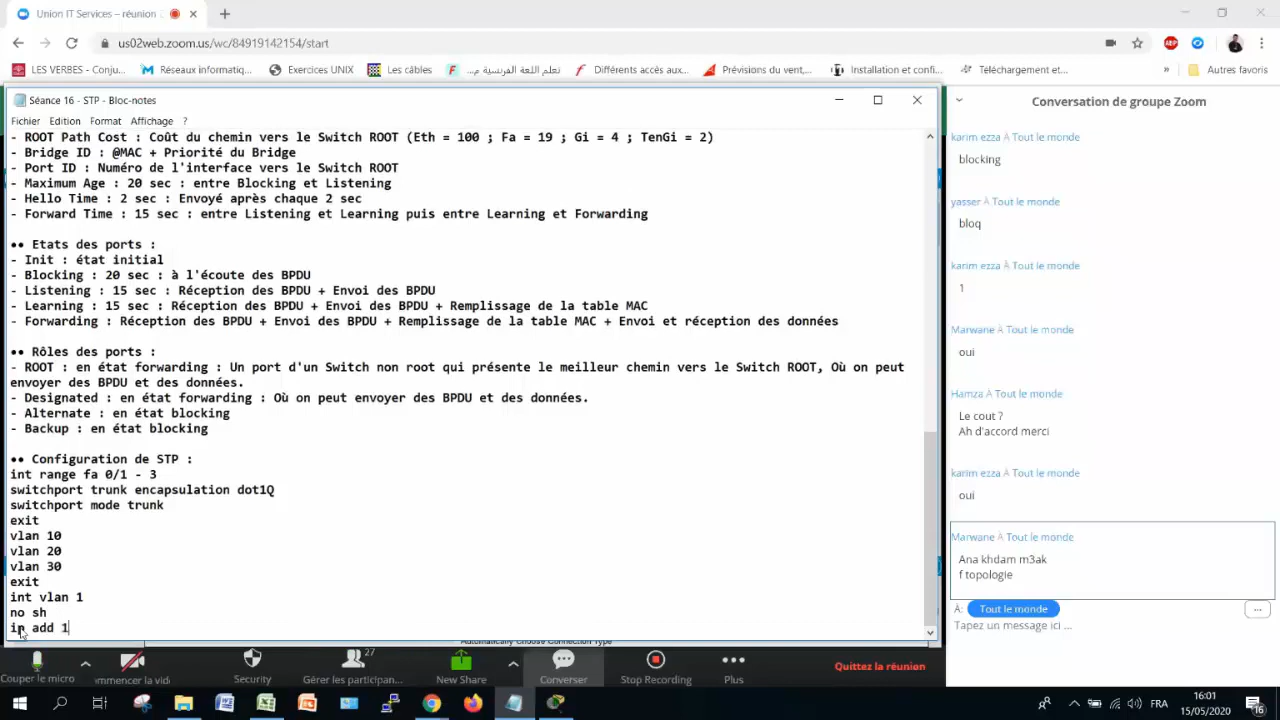 Union IT Services – réunion
us02web.zoom.us/wc/84919142154/start
ABP
LES VERBES - Conju...
Réseaux informatiq...
Exercices UNIX
Les câbles
تعلم اللغة الفرنسية م...
Différents accès aux...
Prévisions du vent,...
Installation et confi...
Téléchargement et...
»
Autres favoris
Séance 16 - STP - Bloc-notes
Fichier Edition Format Affichage ?
- ROOT Path Cost : Coût du chemin vers le Switch ROOT (Eth = 100 ; Fa = 19 ; Gi = 4 ; TenGi = 2)
- Bridge ID : @MAC + Priorité du Bridge
- Port ID : Numéro de l'interface vers le Switch ROOT
- Maximum Age : 20 sec : entre Blocking et Listening
- Hello Time : 2 sec : Envoyé après chaque 2 sec
- Forward Time : 15 sec : entre Listening et Learning puis entre Learning et Forwarding
•• Etats des ports :
- Init : état initial
- Blocking : 20 sec : à l'écoute des BPDU
- Listening : 15 sec : Réception des BPDU + Envoi des BPDU
- Learning : 15 sec : Réception des BPDU + Envoi des BPDU + Remplissage de la table MAC
- Forwarding : Réception des BPDU + Envoi des BPDU + Remplissage de la table MAC + Envoi et réception des données
•• Rôles des ports :
- ROOT : en état forwarding : Un port d'un Switch non root qui présente le meilleur chemin vers le Switch ROOT, Où on peut
envoyer des BPDU et des données.
- Designated : en état forwarding : Où on peut envoyer des BPDU et des données.
- Alternate : en état blocking
- Backup : en état blocking
•• Configuration de STP :
int range fa 0/1 - 3
switchport trunk encapsulation dot1Q
switchport mode trunk
exit
vlan 10
vlan 20
vlan 30
exit
int vlan 1
no sh
ip add 1
Automatically Choose Connection Type
Conversation de groupe Zoom
karim ezza À Tout le monde
blocking
yasser À Tout le monde
bloq
karim ezza À Tout le monde
1
Marwane À Tout le monde
oui
Hamza À Tout le monde
Le cout ?
Ah d'accord merci
karim ezza À Tout le monde
oui
Marwane À Tout le monde
Ana khdam m3ak
f topologie
À: Tout le monde ...
Tapez un message ici ...
27
Couper le micro
mmencer la vid
Security
Gérer les participan...
New Share
Converser
Stop Recording
Plus
Quittez la réunion
FRA
16:01
15/05/2020
16